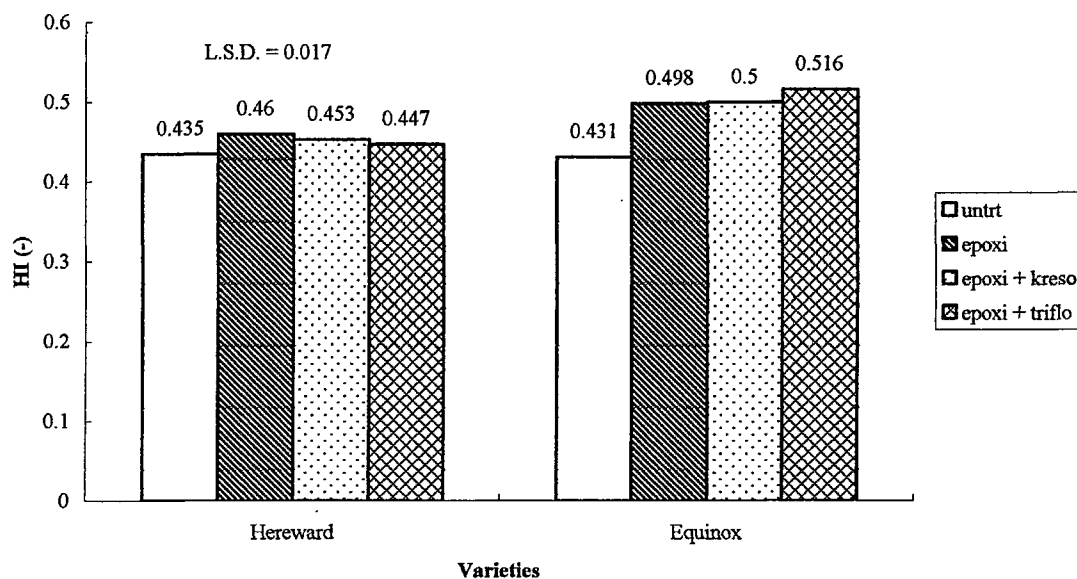 0.6
L.S.D. = 0.017
0.516
0.498
0.5
0.5
0.46
0.453
0.447
0.435
0.431
0.4
0.3
0.2
0.1
0
HI (-)
untrt
epoxi
epoxi + kreso
epoxi + triflo
Hereward
Equinox
Varieties